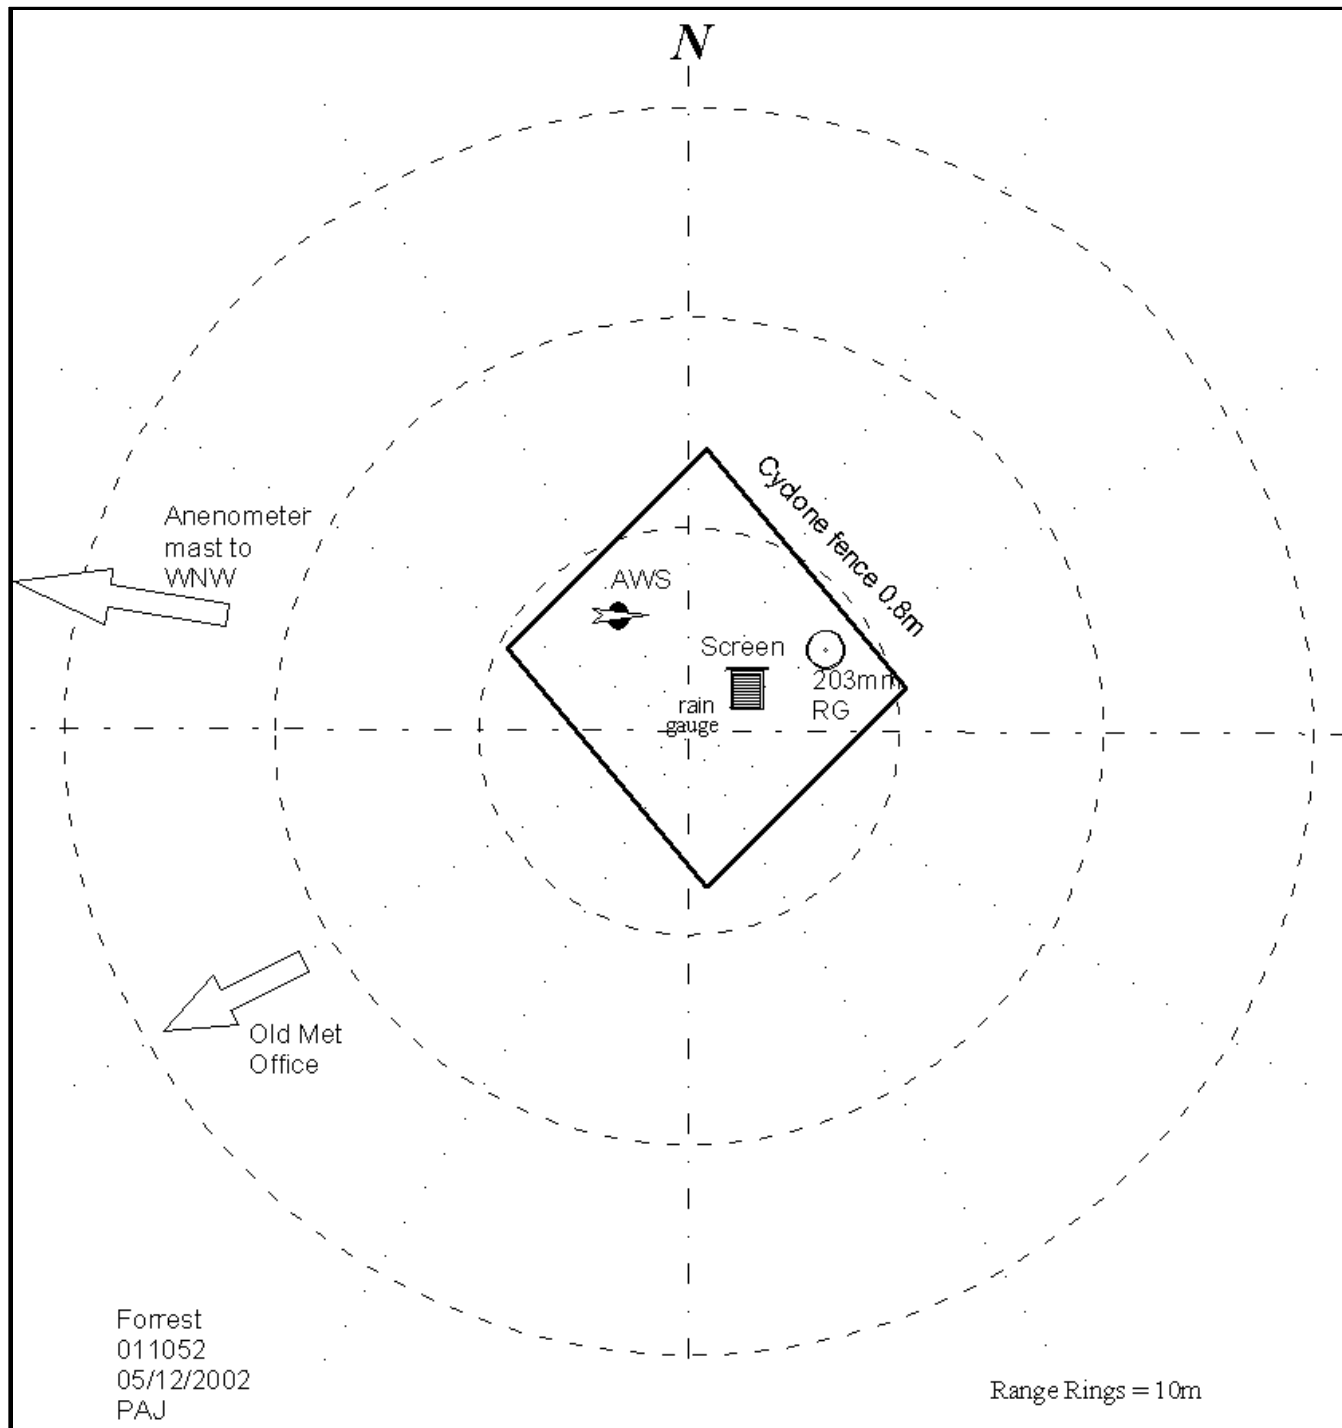 N
Cyclone fence 0.8m
Anenometer
mast to
WNW
AWS
Screen
203mm
RG
rain
gauge
Old Met
Office
Forrest
011052
05/12/2002
PAJ
Range Rings = 10m